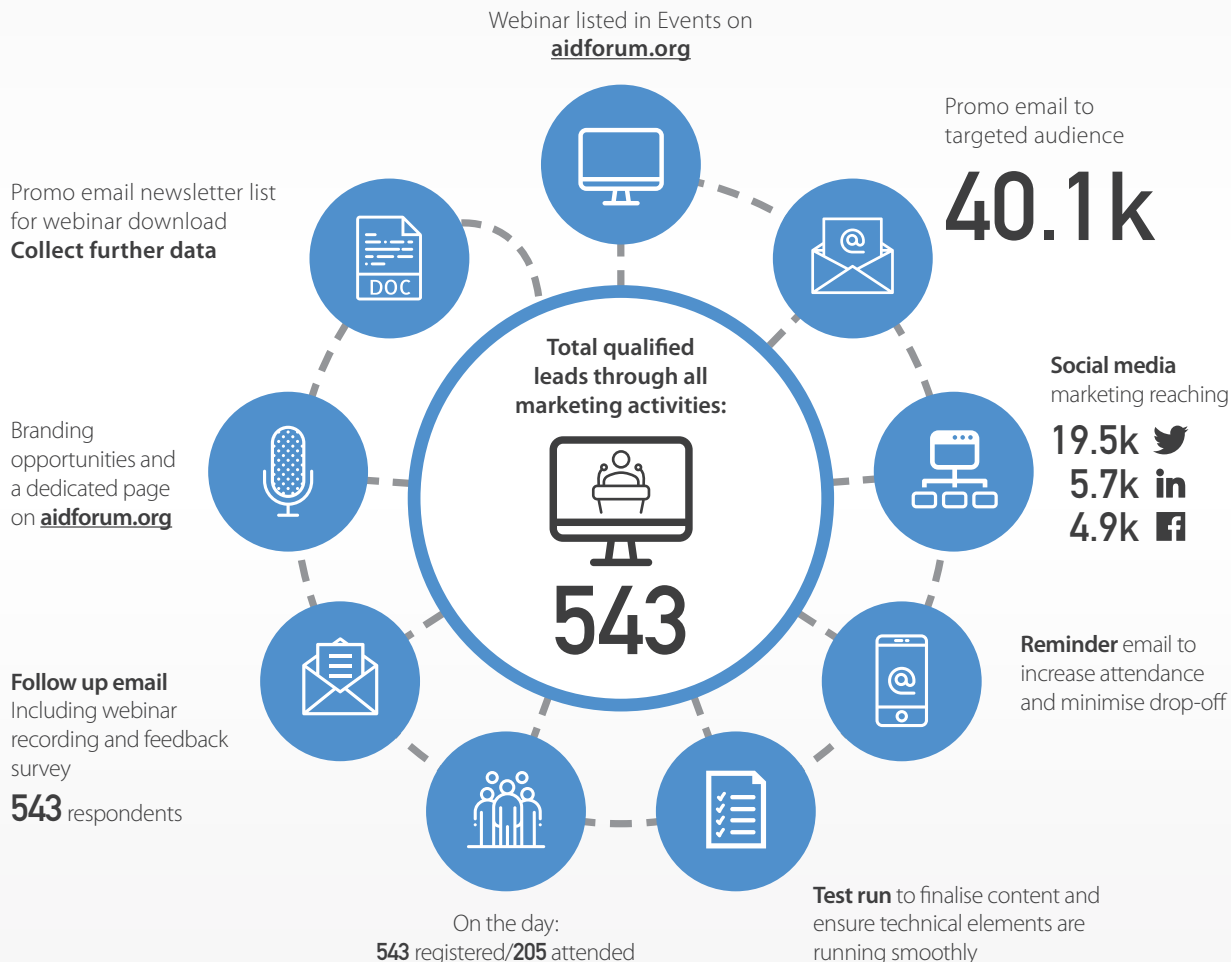 Webinar listed in Events on
aidforum.org
Promo email to
targeted audience
40.1k
Social media
marketing reaching
19.5k
5.7k in
4.9k f
Reminder email to
increase attendance
and minimise drop-off
Test run to finalise content and
ensure technical elements are
running smoothly
On the day:
543 registered/205 attended
Follow up email
Including webinar
recording and feedback
survey
543 respondents
Branding
opportunities and
a dedicated page
on aidforum.org
Promo email newsletter list
for webinar download
Collect further data
DOC
@
@
Total qualified
leads through all
marketing activities:
543